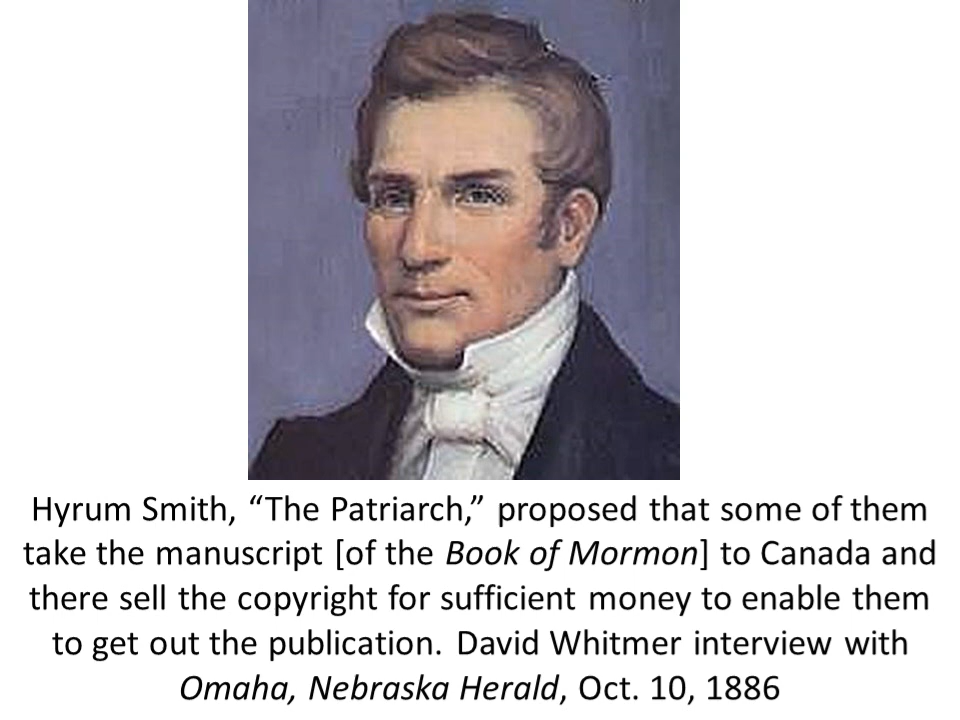 Hyrum Smith, “The Patriarch,” proposed that some of them
take the manuscript [of the Book of Mormon] to Canada and
there sell the copyright for sufficient money to enable them
to get out the publication. David Whitmer interview with
Omaha, Nebraska Herald, Oct. 10, 1886